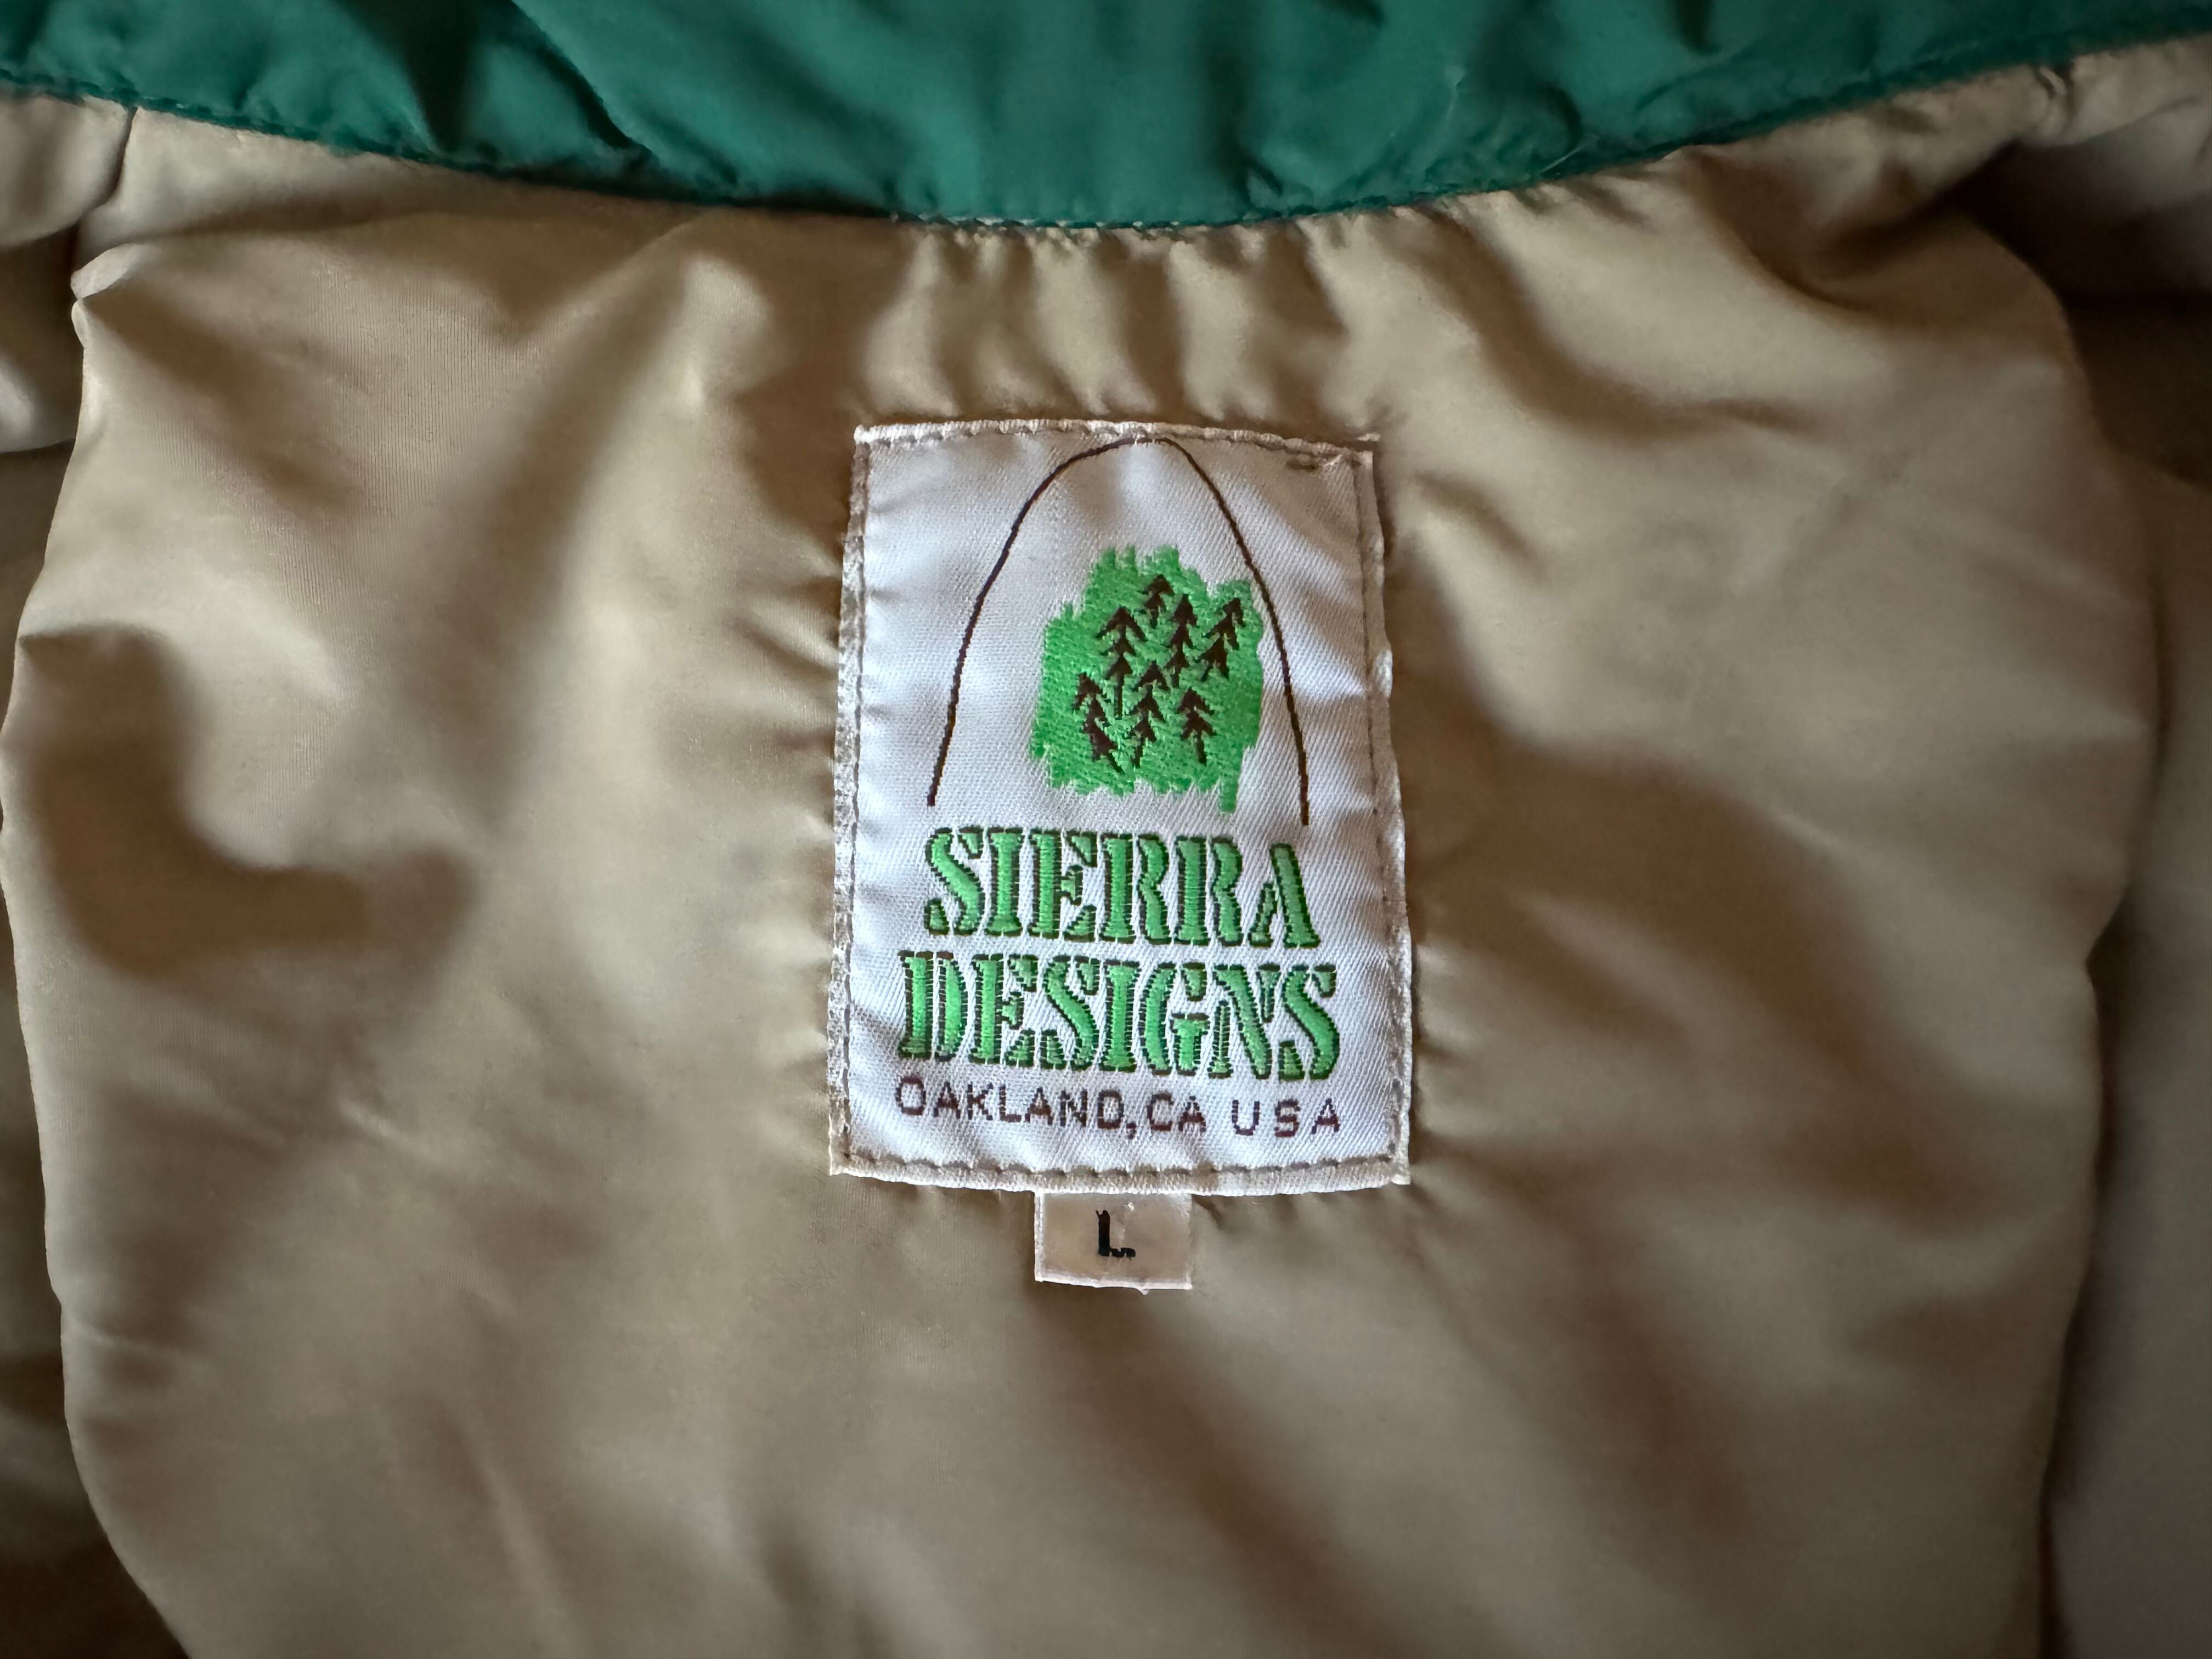 SIERRA
DESIGNS
OAKLAND, CA USA
L